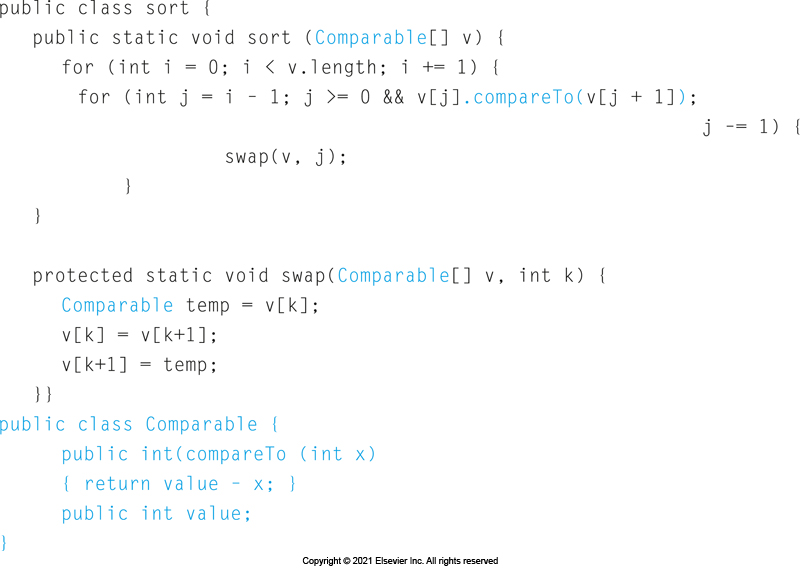 public class sort {
public static void sort (Comparable[] v) {
for (int i = 0; i < v.length; i += 1) {
for (int j = i - 1; j >= 0 && v[j].compareTo(v[j + 1]);
j -= 1) {
swap(v, j);
}
}
protected static void swap(Comparable[] v, int k) {
Comparable temp = v[k];
v[k] = v[k+1];
v[k+1] = temp;
}}
public class Comparable {
public int(compareTo (int x)
{ return value - x; }
public int value;
}
Copyright © 2021 Elsevier Inc. All rights reserved